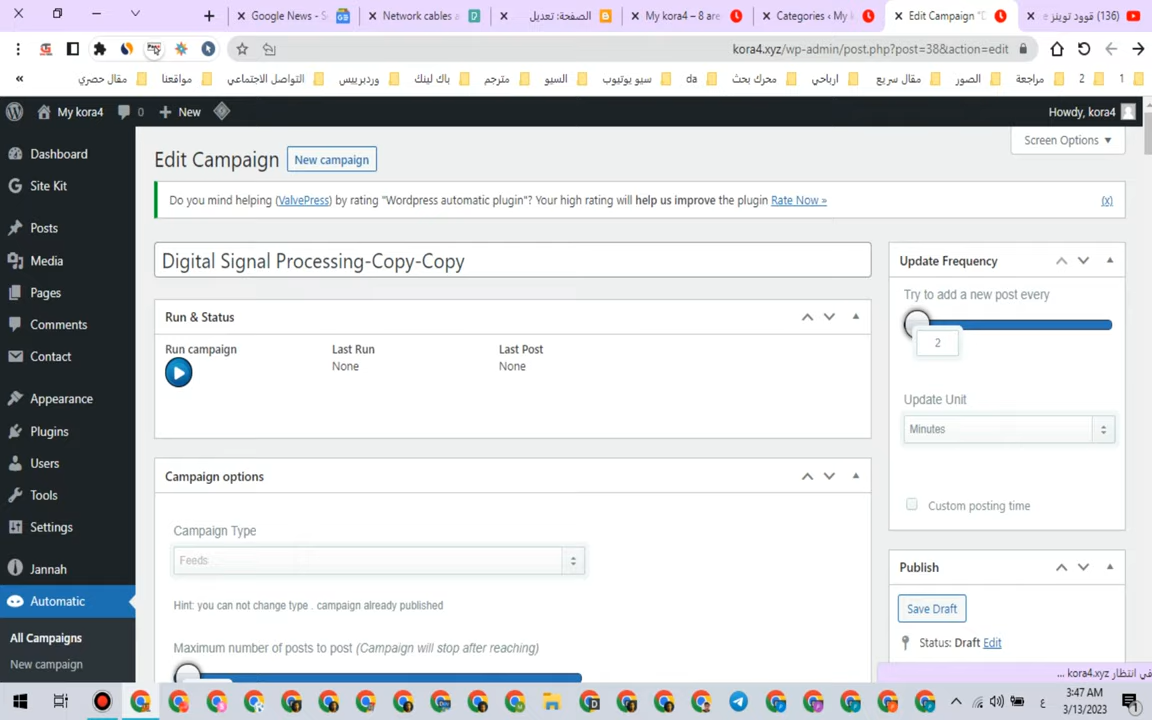 Google News - S
Network cables a
الصفحة: تعديل
My kora4 – 8 are
Categories ‹ My
Edit Campaign "D
(136) قوود توينز
kora4.xyz/wp-admin/post.php?post=38&action=edit
«
مقال حصري
مواقعنا
وردبرييس
التواصل الاجتماعي
باك لينك
مترجم
السيو
سيو يوتيوب
da
محرك بحث
ارباحي
مقال سريع
الصور
مراجعة
2
1
My kora4
0
New
Howdy, kora4
Screen Options
Dashboard
Site Kit
Posts
Media
Pages
Comments
Contact
Appearance
Plugins
Users
Tools
Settings
Jannah
Automatic
All Campaigns
New campaign
Edit Campaign
New campaign
Do you mind helping (ValvePress) by rating "Wordpress automatic plugin"? Your high rating will help us improve the plugin Rate Now »
(x)
Digital Signal Processing-Copy-Copy
Run & Status
Run campaign
Last Run
Last Post
None
None
Campaign options
Campaign Type
Feeds
Hint: you can not change type . campaign already published
Maximum number of posts to post (Campaign will stop after reaching)
Update Frequency
Try to add a new post every
2
Update Unit
Minutes
Custom posting time
Publish
Save Draft
Status: Draft Edit
في انتظار kora4.xyz ...
ع
3:47 AM
3/13/2023
1